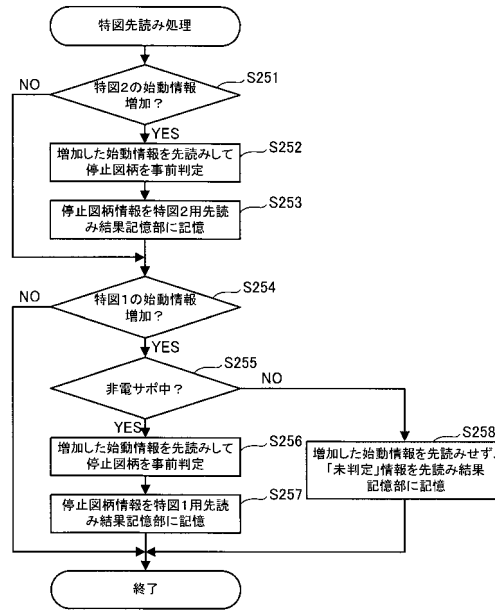 特図先読み処理
S251
特図2の始動情報
増加?
NO
YES
S252
増加した始動情報を先読みして
停止図柄を事前判定
S253
停止図柄情報を特図2用先読
み結果記憶部に記憶
S254
特図1の始動情報
増加?
NO
YES
S255
非電サポ中?
NO
YES
S256
増加した始動情報を先読みして
停止図柄を事前判定
S257
停止図柄情報を特図1用先読
み結果記憶部に記憶
S258
増加した始動情報を先読みせず、
「未判定」情報を先読み結果
記憶部に記憶
終了